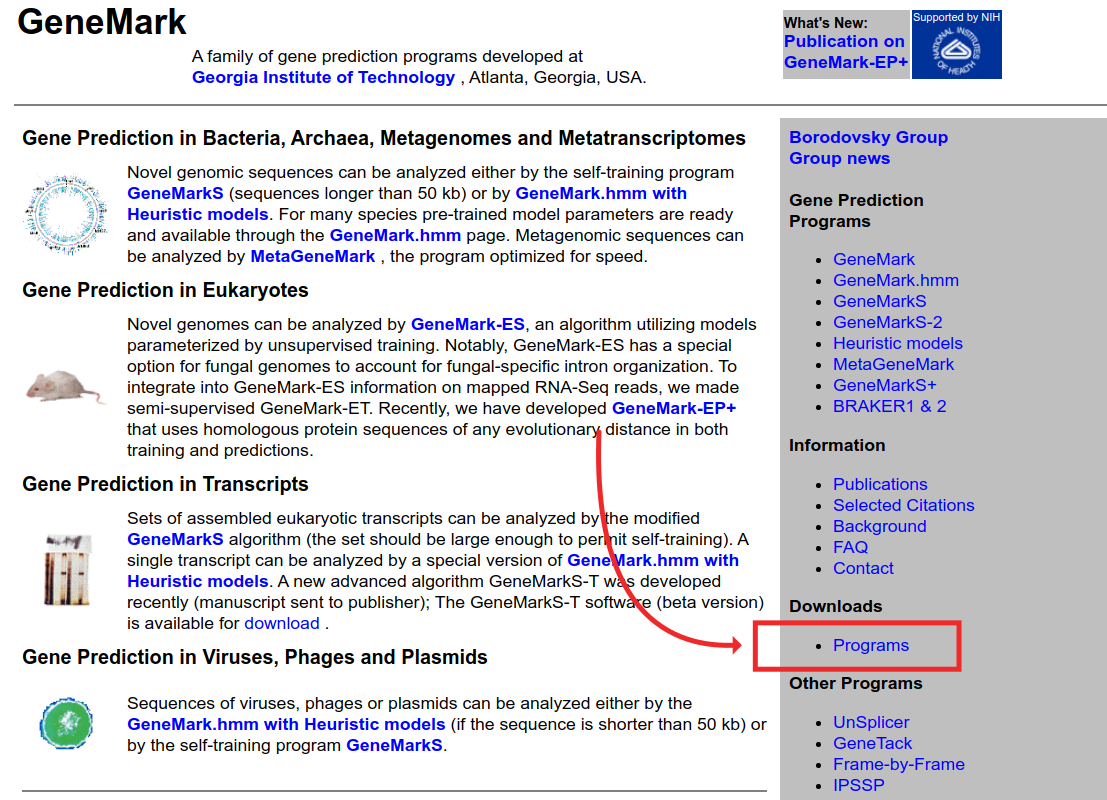 GeneMark
A family of gene prediction programs developed at
Georgia Institute of Technology , Atlanta, Georgia, USA.
What's New:
Publication on
GeneMark-EP+
Supported by NIH
NATIONAL INSTITUTES OF HEALTH
Gene Prediction in Bacteria, Archaea, Metagenomes and Metatranscriptomes
Novel genomic sequences can be analyzed either by the self-training program
GeneMarkS (sequences longer than 50 kb) or by GeneMark.hmm with
Heuristic models. For many species pre-trained model parameters are ready
and available through the GeneMark.hmm page. Metagenomic sequences can
be analyzed by MetaGeneMark , the program optimized for speed.
Gene Prediction in Eukaryotes
Novel genomes can be analyzed by GeneMark-ES, an algorithm utilizing models
parameterized by unsupervised training. Notably, GeneMark-ES has a special
option for fungal genomes to account for fungal-specific intron organization. To
integrate into GeneMark-ES information on mapped RNA-Seq reads, we made
semi-supervised GeneMark-ET. Recently, we have developed GeneMark-EP+
that uses homologous protein sequences of any evolutionary distance in both
training and predictions.
Gene Prediction in Transcripts
Sets of assembled eukaryotic transcripts can be analyzed by the modified
GeneMarkS algorithm (the set should be large enough to permit self-training). A
single transcript can be analyzed by a special version of GeneMark.hmm with
Heuristic models. A new advanced algorithm GeneMarkS-T was developed
recently (manuscript sent to publisher); The GeneMarkS-T software (beta version)
is available for download .
Gene Prediction in Viruses, Phages and Plasmids
Sequences of viruses, phages or plasmids can be analyzed either by the
GeneMark.hmm with Heuristic models (if the sequence is shorter than 50 kb) or
by the self-training program GeneMarkS.
Borodovsky Group
Group news
Gene Prediction
Programs
• GeneMark
• GeneMark.hmm
• GeneMarkS
• GeneMarkS-2
• Heuristic models
• MetaGeneMark
• GeneMarkS+
• BRAKER1 & 2
Information
• Publications
• Selected Citations
• Background
• FAQ
• Contact
Downloads
• Programs
Other Programs
• UnSplicer
• GeneTack
• Frame-by-Frame
• IPSSP